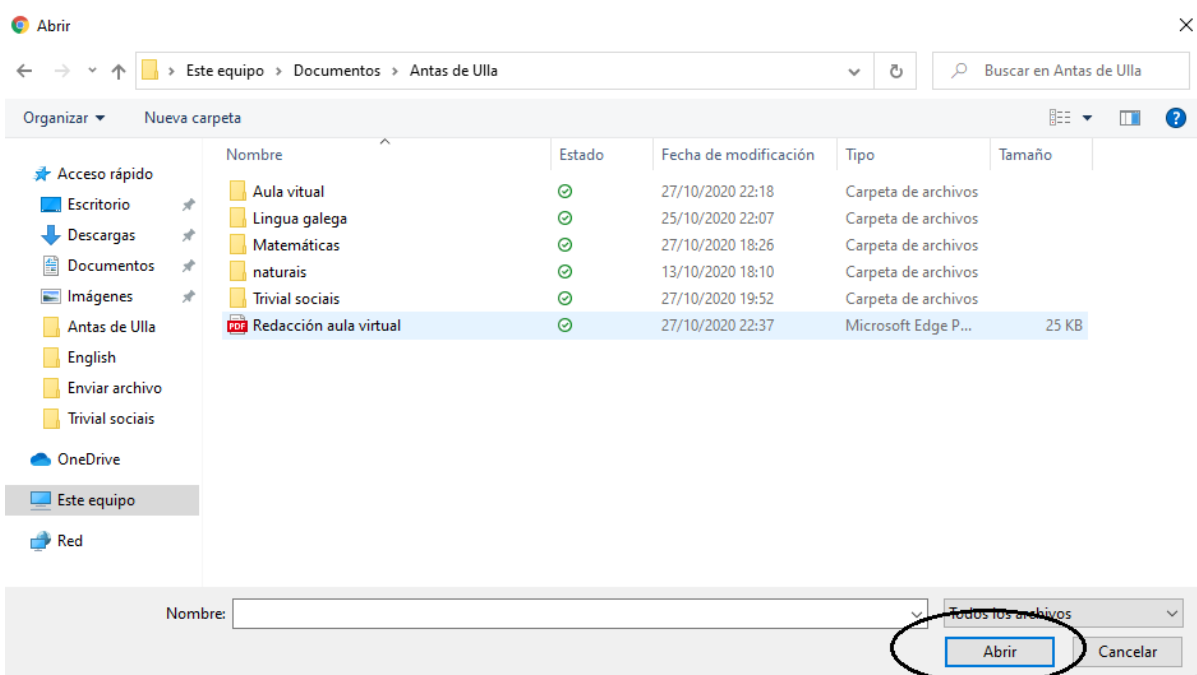 Abrir
Este equipo > Documentos > Antas de Ulla
Buscar en Antas de Ulla
Organizar Nueva carpeta
?
Nombre Estado Fecha de modificación Tipo Tamaño
Aula vitual 27/10/2020 22:18 Carpeta de archivos
Lingua galega 25/10/2020 22:07 Carpeta de archivos
Matemáticas 27/10/2020 18:26 Carpeta de archivos
naturais 13/10/2020 18:10 Carpeta de archivos
Trivial sociais 27/10/2020 19:52 Carpeta de archivos
PDF Redacción aula virtual 27/10/2020 22:37 Microsoft Edge P... 25 KB
Acceso rápido
Escritorio
Descargas
Documentos
Imágenes
Antas de Ulla
English
Enviar archivo
Trivial sociais
OneDrive
Este equipo
Red
Nombre:
Todos los archivos
Abrir Cancelar